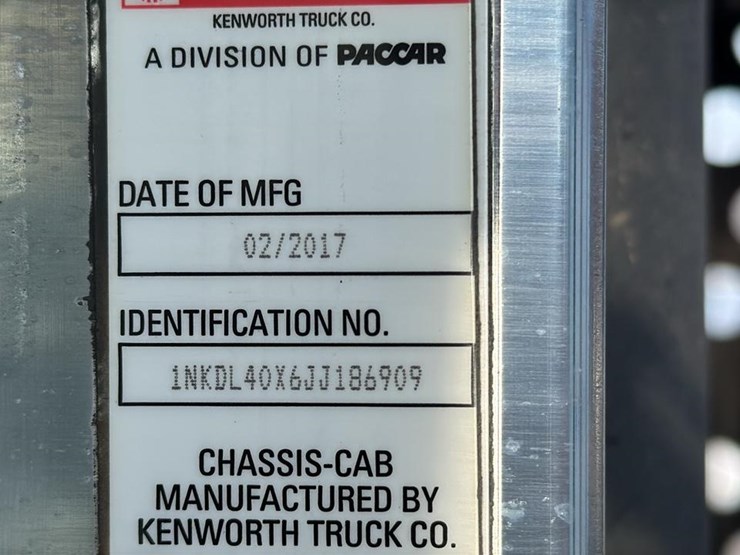 KENWORTH TRUCK CO.
A DIVISION OF PACCAR
DATE OF MFG
02/2017
IDENTIFICATION NO.
1NKDL40X6JJ186909
CHASSIS-CAB
MANUFACTURED BY
KENWORTH TRUCK CO.